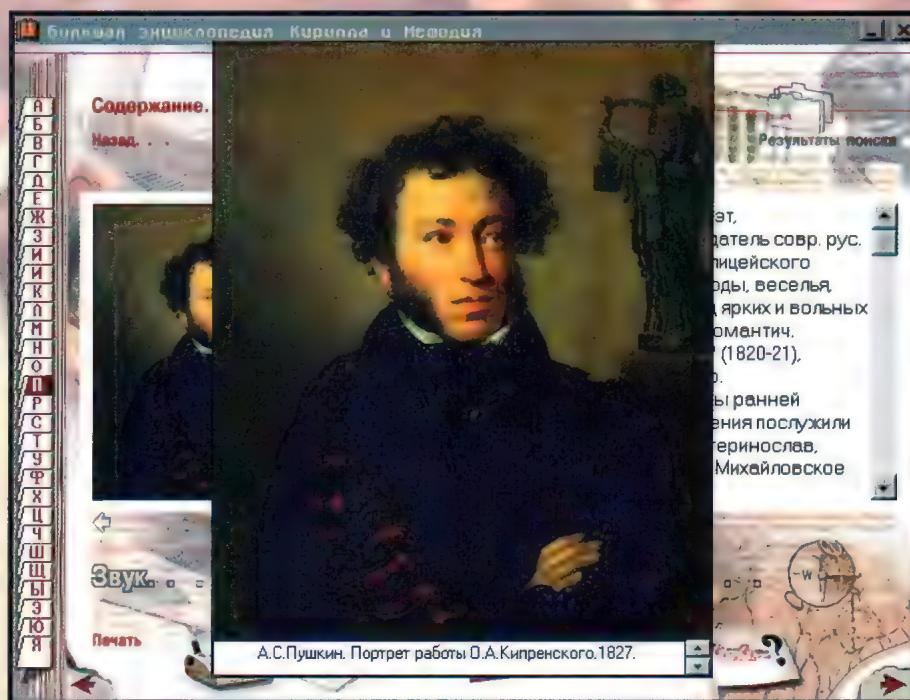 Большая энциклопедия Кирилла и Мефодия
Содержание.
Назад. . .
Результаты поиска
А
Б
В
Г
Д
Е
Ж
З
И
И
К
Л
М
Н
О
П
Р
С
Т
У
Ф
Х
Ц
Ч
Ш
Щ
Ы
Э
Ю
Я
эт,
датель совр. рус.
лицейского
оды, веселья,
ярких и вольных
омантич.
(1820-21),
ы ранней
ения послужили
теринослав,
Михайловское
Звук. . .
Печать
?
А.С.Пушкин. Портрет работы О.А.Кипренского.1827.
W